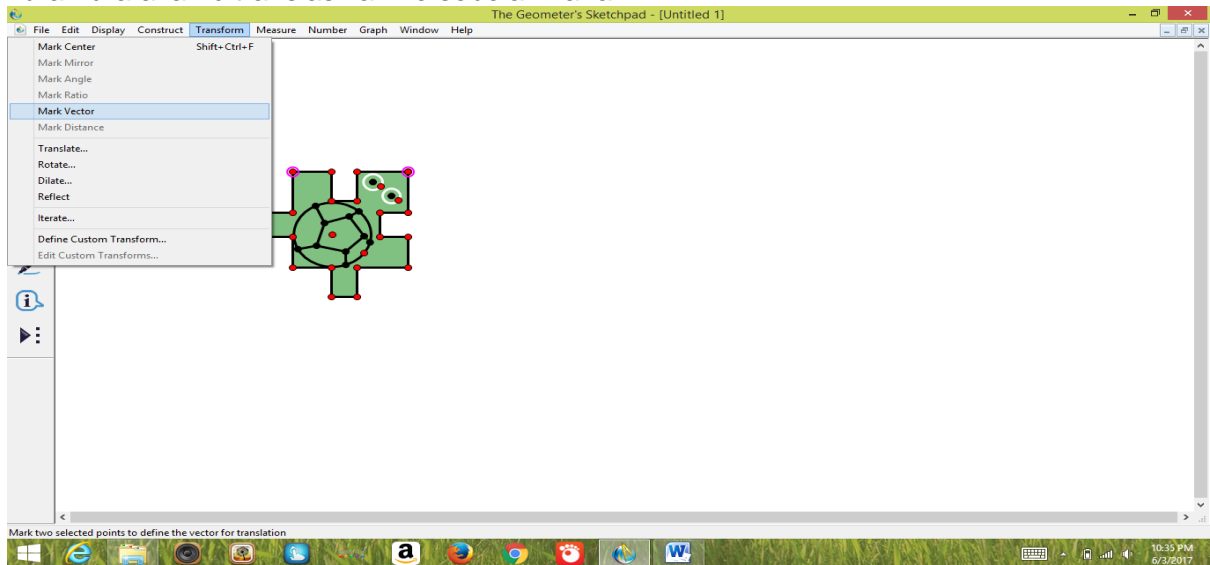 The Geometer's Sketchpad - [Untitled 1]
File Edit Display Construct Transform Measure Number Graph Window Help
Mark Center Shift+Ctrl+F
Mark Mirror
Mark Angle
Mark Ratio
Mark Vector
Mark Distance
Translate...
Rotate...
Dilate...
Reflect
Iterate...
Define Custom Transform...
Edit Custom Transforms...
Mark two selected points to define the vector for translation
10:35 PM
6/3/2017